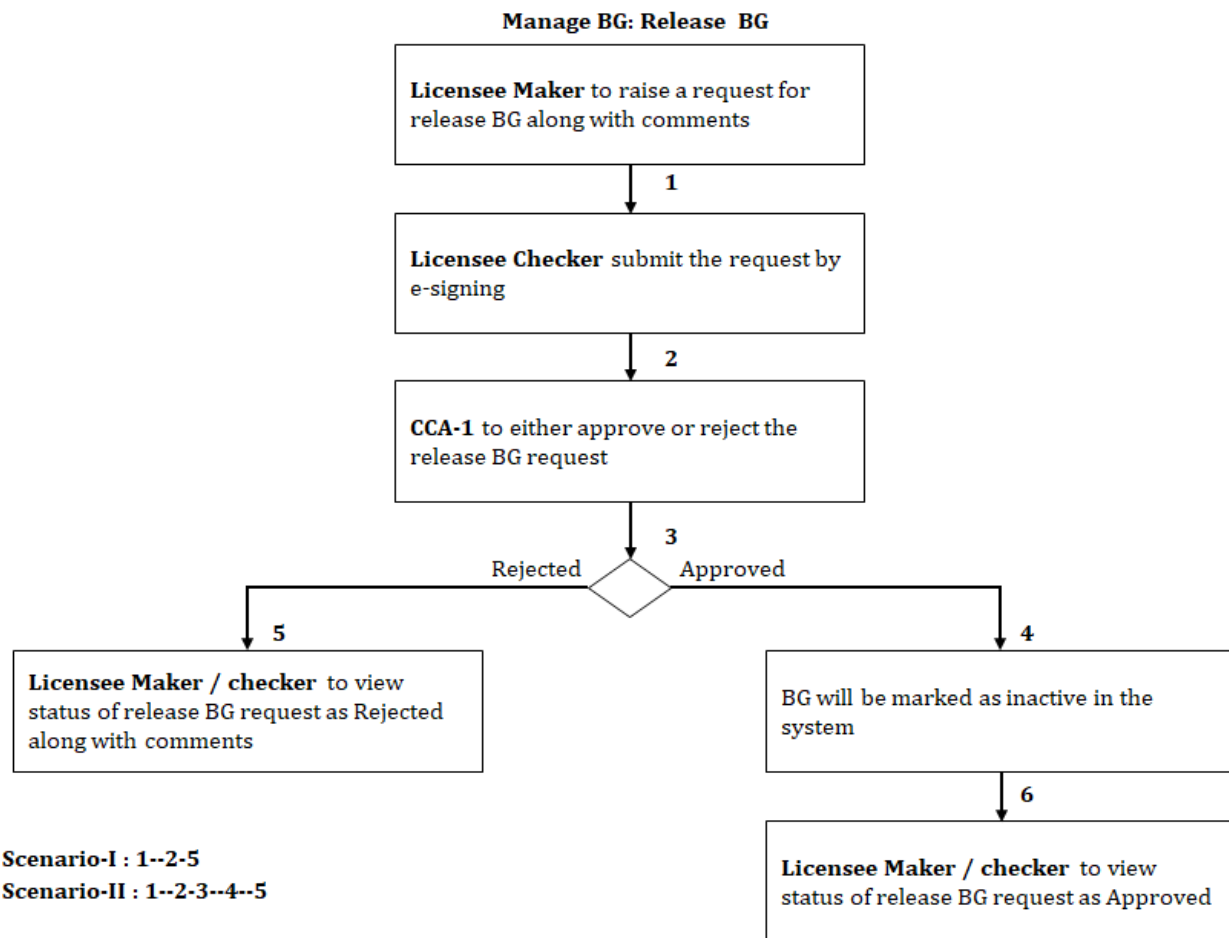 Manage BG: Release BG
Licensee Maker to raise a request for
release BG along with comments
1
Licensee Checker submit the request by
e-signing
2
CCA-1 to either approve or reject the
release BG request
3
Rejected
Approved
5
4
Licensee Maker / checker to view
status of release BG request as Rejected
along with comments
BG will be marked as inactive in the
system
6
Licensee Maker / checker to view
status of release BG request as Approved
Scenario-I : 1--2-5
Scenario-II : 1--2-3--4--5